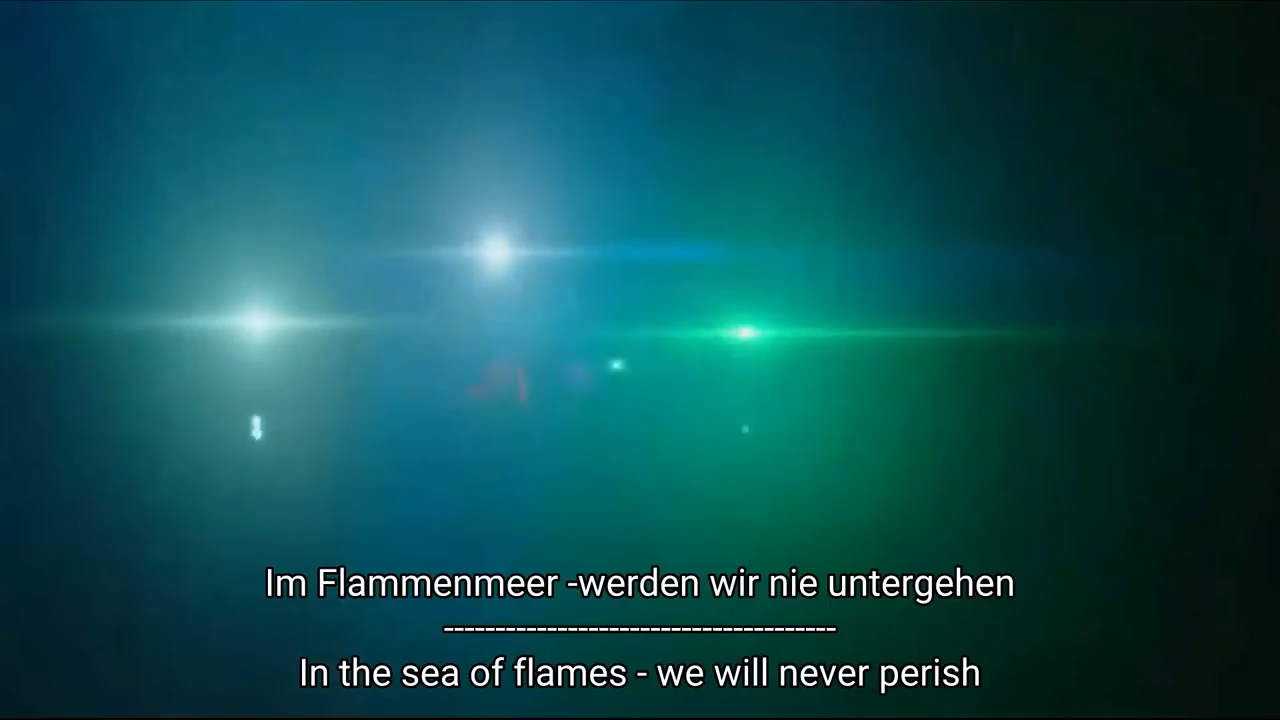 Im Flammenmeer -werden wir nie untergehen
--------------------------------------
In the sea of flames - we will never perish